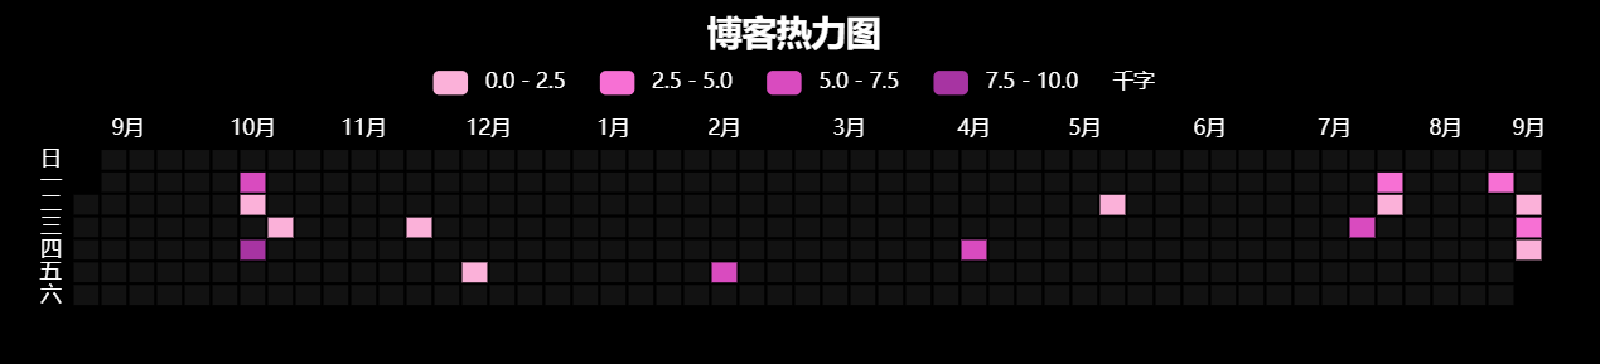 博客热力图
0.0 - 2.5 2.5 - 5.0 5.0 - 7.5 7.5 - 10.0 千字
9月 10月 11月 12月 1月 2月 3月 4月 5月 6月 7月 8月 9月
日
一
二
三
四
五
六